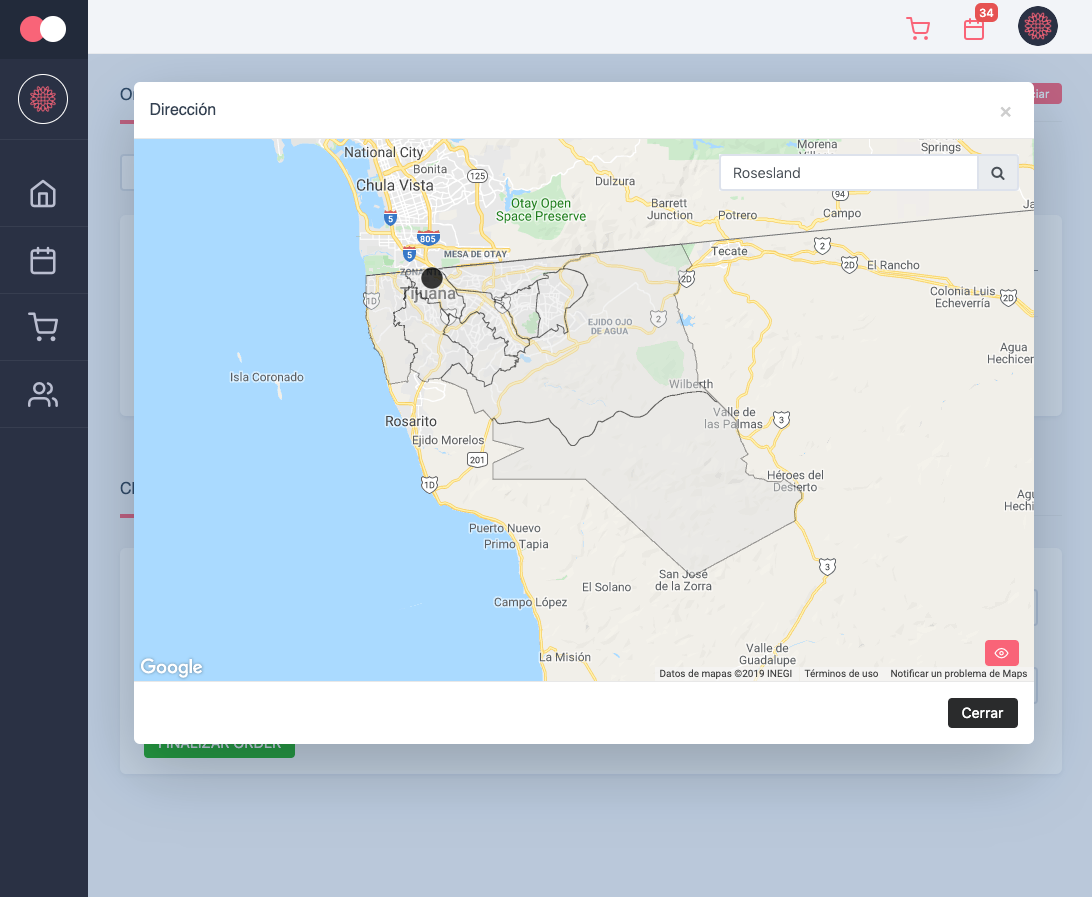 34
Dirección
×
Rosesland
National City
Bonita
Chula Vista
125
5
805
5
MESA DE OTAY
Otay Open
Space Preserve
Dulzura
Barrett
Junction
Morena
Springs
94
Potrero
Campo
Tecate
2
2D
El Rancho
2D
Colonia Luis
Echeverría
2D
Agua
Hechicer
Tijuana
1D
2
EJIDO OJO
DE AGUA
2
Isla Coronado
Wilberth
Valle de
las Palmas
3
Rosarito
Ejido Morelos
201
1D
Héroes del
Desierto
Agu
Hechi
Puerto Nuevo
Primo Tapia
3
San José
de la Zorra
El Solano
Campo López
La Misión
Valle de
Guadalupe
Google
Datos de mapas ©2019 INEGI
Términos de uso
Notificar un problema de Maps
Cerrar
FINALIZAR ORDER